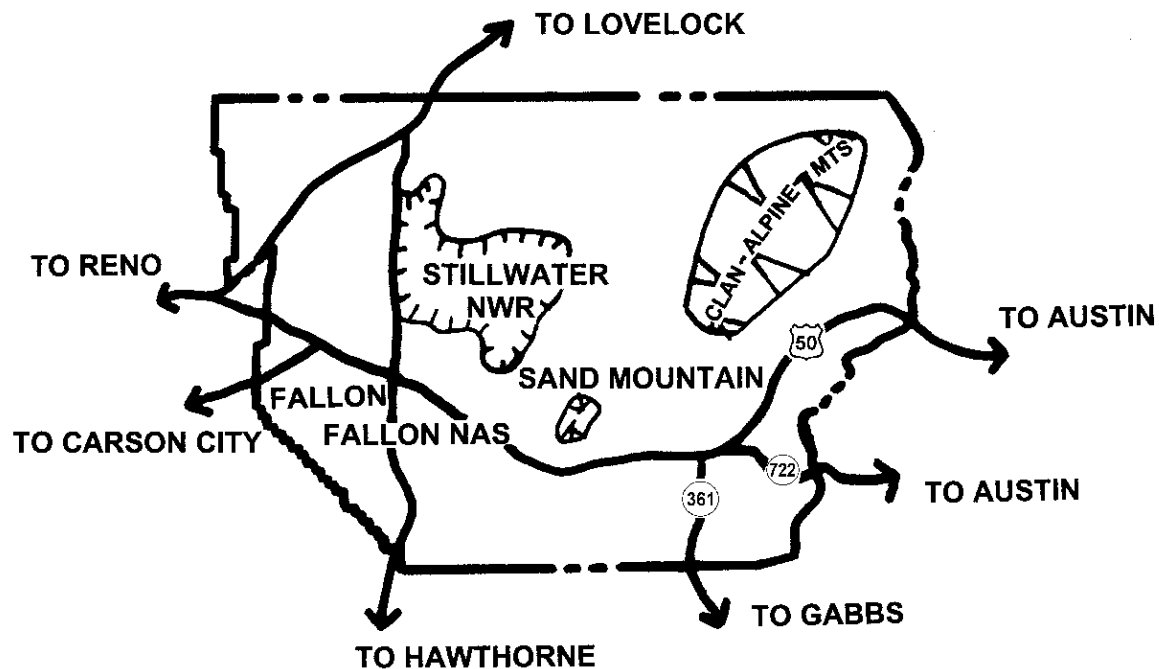 TO LOVELOCK
CLAN-ALPINE MTS
TO RENO
STILLWATER
NWR
TO AUSTIN
50
SAND MOUNTAIN
FALLON
TO CARSON CITY
FALLON NAS
722
361
TO AUSTIN
TO GABBS
TO HAWTHORNE